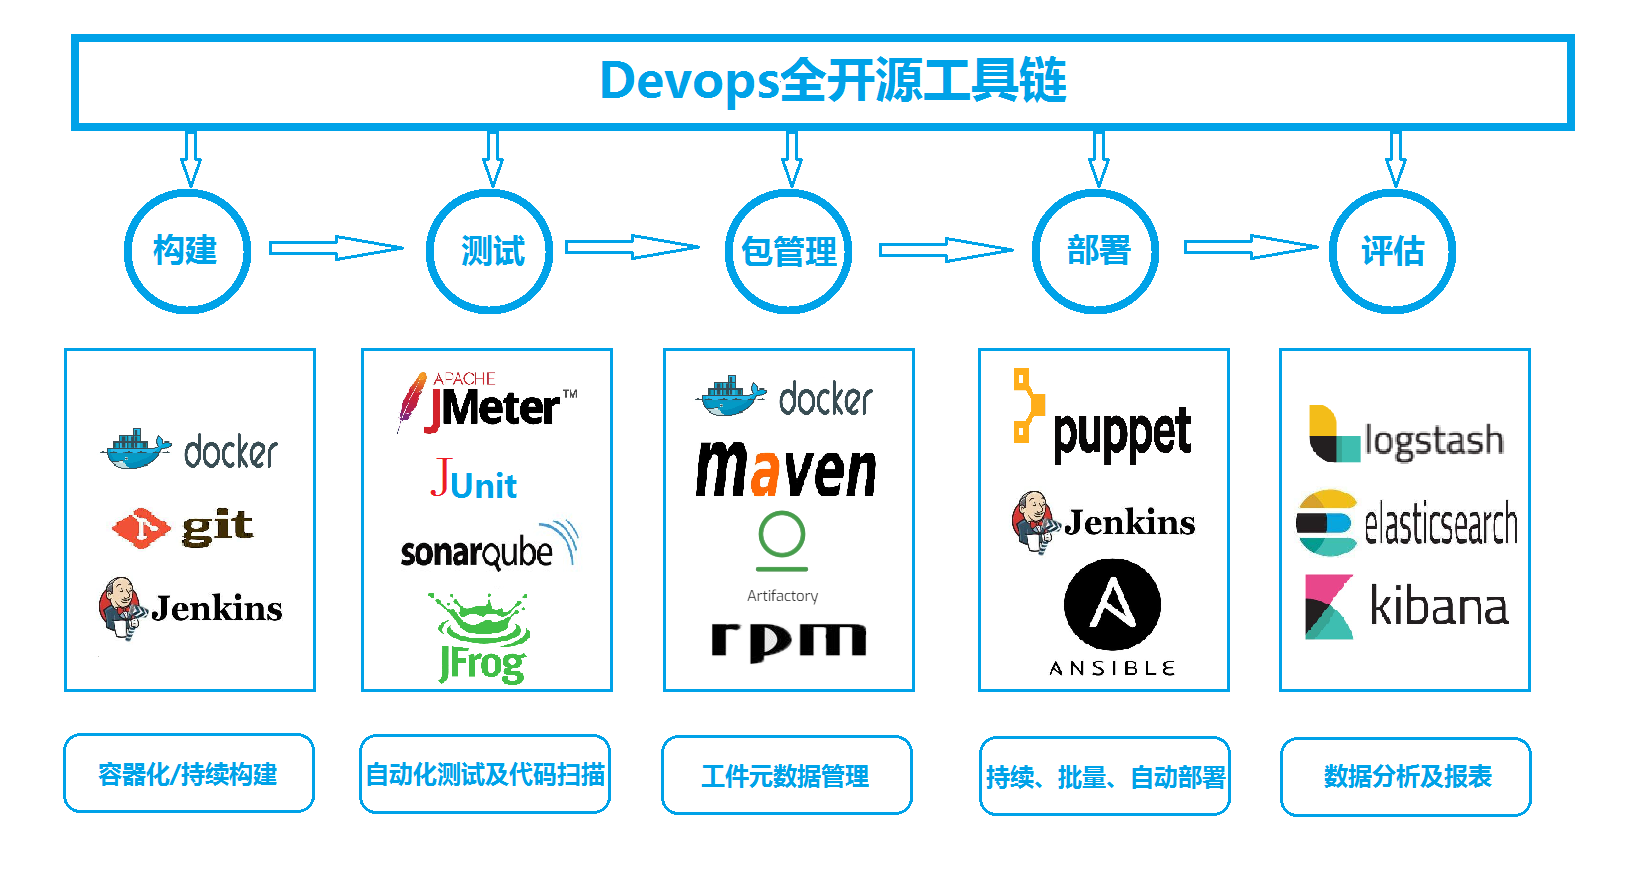 Devops全开源工具链
构建
测试
包管理
部署
评估
docker
git
Jenkins
APACHE
JMeter™
JUnit
sonarqube
JFrog
docker
maven
Artifactory
rpm
puppet
Jenkins
ANSIBLE
logstash
elasticsearch
kibana
容器化/持续构建
自动化测试及代码扫描
工件元数据管理
持续、批量、自动部署
数据分析及报表